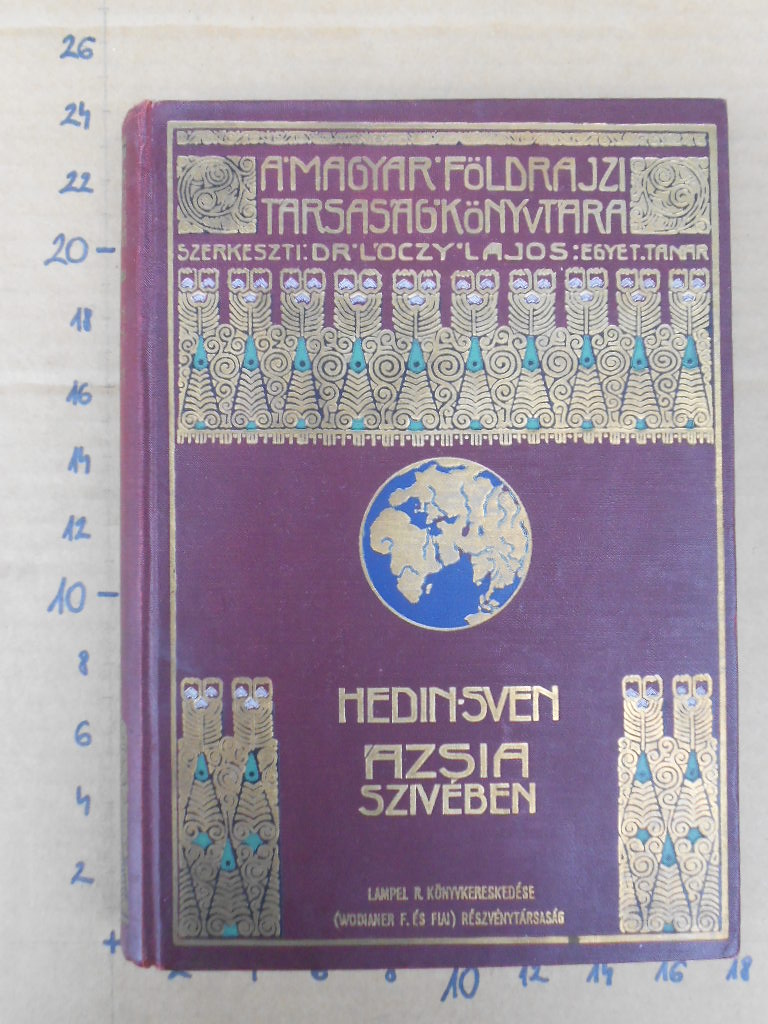 26
24
22
20
18
16
14
12
10
8
6
4
2
A MAGYAR FÖLDRAJZI
TÁRSASÁG KÖNYVTÁRA
SZERKESZTI: DR LÓCZY LAJOS: EGYET. TANÁR
HEDIN·SVEN
ÁZSIA
SZIVÉBEN
LAMPEL R. KÖNYVKERESKEDÉSE
(WODIANER F. ÉS FIAI) RÉSZVÉNYTÁRSASÁG
2 4 6 8 10 12 14 16 18